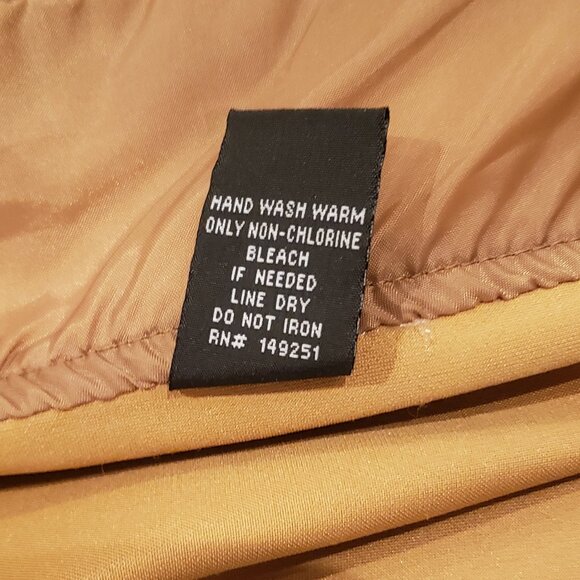 HAND WASH WARM
ONLY NON-CHLORINE
BLEACH
IF NEEDED
LINE DRY
DO NOT IRON
RN# 149251